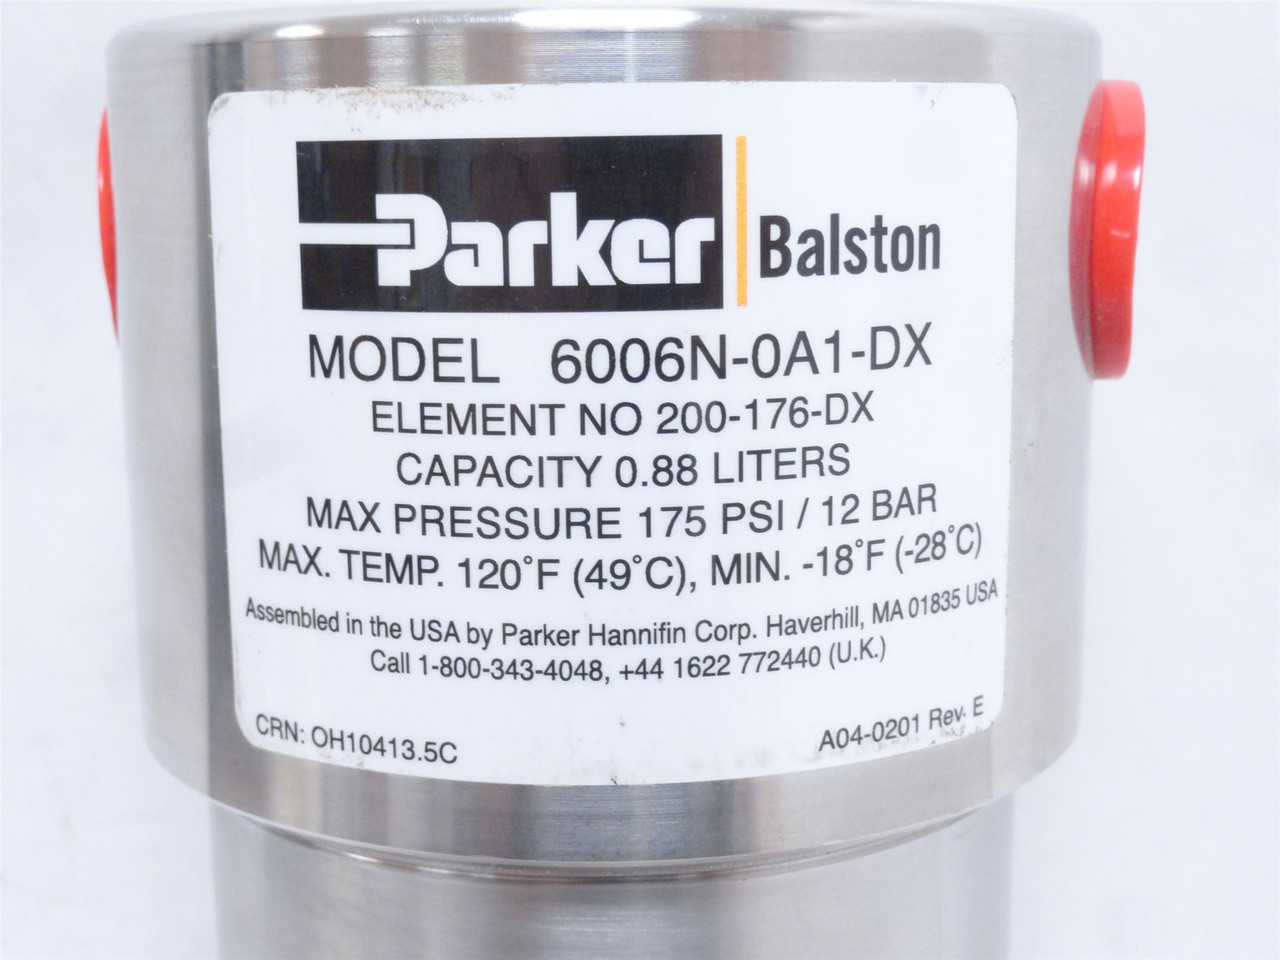 Parker Balston
MODEL 6006N-0A1-DX
ELEMENT NO 200-176-DX
CAPACITY 0.88 LITERS
MAX PRESSURE 175 PSI / 12 BAR
MAX. TEMP. 120°F (49°C), MIN. -18°F (-28°C)
Assembled in the USA by Parker Hannifin Corp. Haverhill, MA 01835 USA
Call 1-800-343-4048, +44 1622 772440 (U.K.)
CRN: OH10413.5C A04-0201 Rev. E